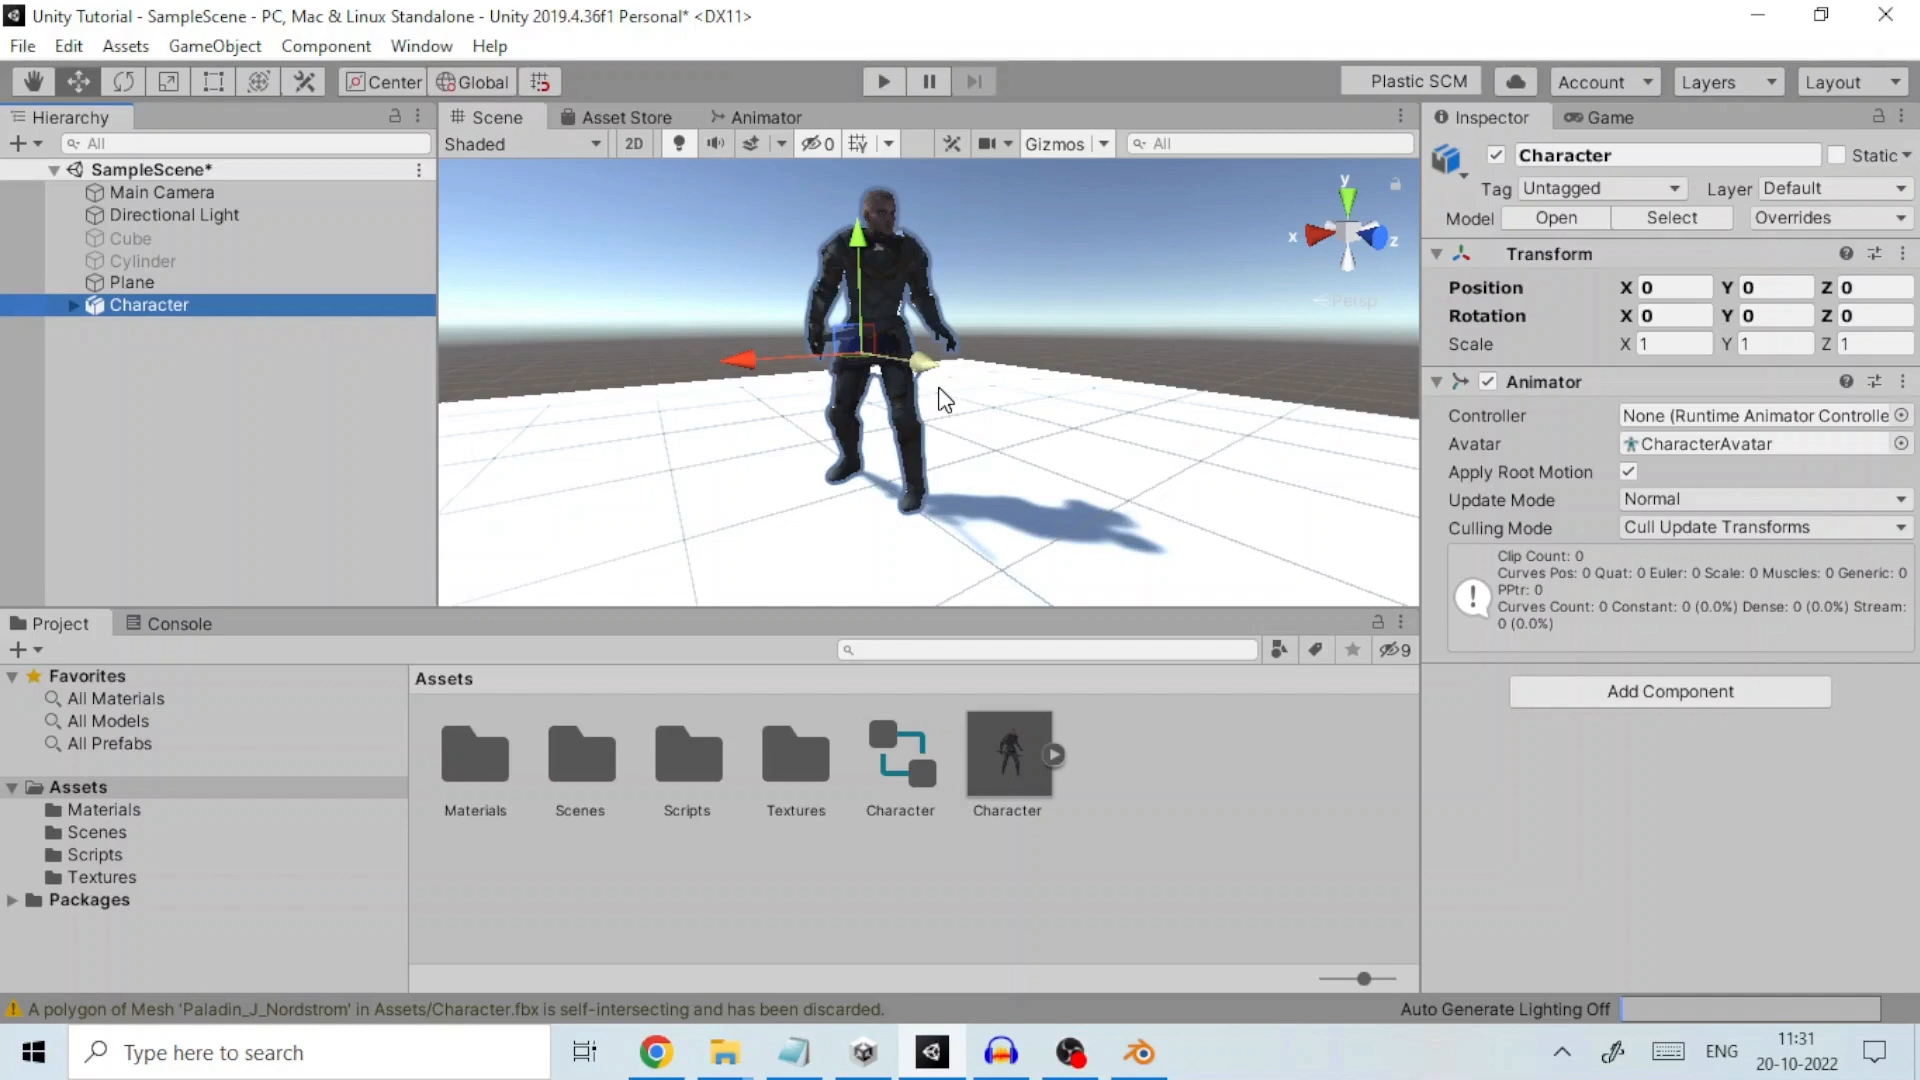 Unity Tutorial - SampleScene - PC, Mac & Linux Standalone - Unity 2019.4.36f1 Personal* <DX11>
File Edit Assets GameObject Component Window Help
Center Global Plastic SCM Account Layers Layout
Hierarchy
All
SampleScene*
Main Camera
Directional Light
Cube
Cylinder
Plane
Character
Scene Asset Store Animator
Shaded 2D 0 Gizmos All
y
x z
Persp
Inspector Game
Character Static
Tag Untagged Layer Default
Model Open Select Overrides
Transform
Position X 0 Y 0 Z 0
Rotation X 0 Y 0 Z 0
Scale X 1 Y 1 Z 1
Animator
Controller None (Runtime Animator Controlle
Avatar CharacterAvatar
Apply Root Motion
Update Mode Normal
Culling Mode Cull Update Transforms
Clip Count: 0
Curves Pos: 0 Quat: 0 Euler: 0 Scale: 0 Muscles: 0 Generic: 0
PPtr: 0
Curves Count: 0 Constant: 0 (0.0%) Dense: 0 (0.0%) Stream:
0 (0.0%)
Add Component
Project Console
9
Favorites
All Materials
All Models
All Prefabs
Assets
Materials
Scenes
Scripts
Textures
Packages
Assets
Materials Scenes Scripts Textures Character Character
A polygon of Mesh 'Paladin_J_Nordstrom' in Assets/Character.fbx is self-intersecting and has been discarded.
Auto Generate Lighting Off
Type here to search
ENG
11:31
20-10-2022